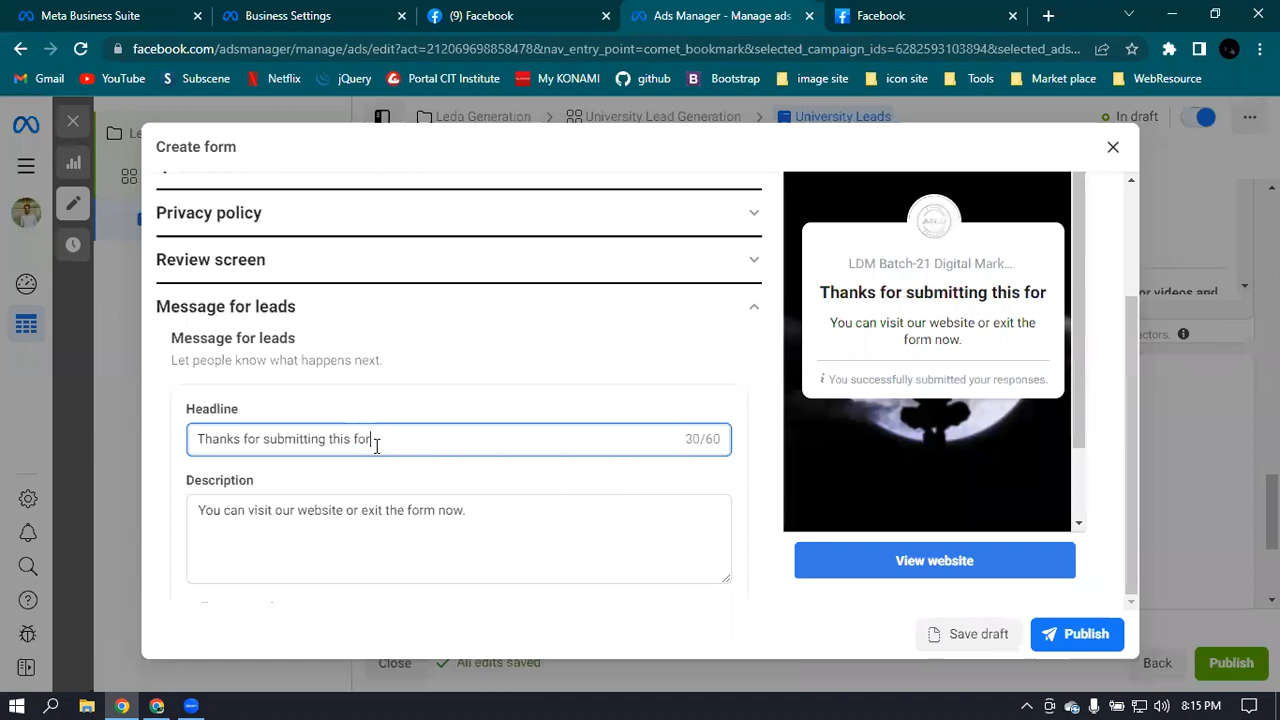 Meta Business Suite
Business Settings
(9) Facebook
Ads Manager - Manage ads
Facebook
facebook.com/adsmanager/manage/ads/edit?act=212069698858478&nav_entry_point=comet_bookmark&selected_campaign_ids=62825931038948&selected_ads...
Gmail
YouTube
Subscene
Netflix
jQuery
Portal CIT Institute
My KONAMI
github
Bootstrap
image site
icon site
Tools
Market place
WebResource
Leda Generation
University Lead Generation
University Leads
In draft
Create form
Privacy policy
Review screen
Message for leads
Message for leads
Let people know what happens next.
Headline
Thanks for submitting this for
30/60
Description
You can visit our website or exit the form now.
LDM Batch-21 Digital Mark...
Thanks for submitting this for
You can visit our website or exit the
form now.
You successfully submitted your responses.
View website
or videos and
actors.
Save draft
Publish
Close
All edits saved
Back
Publish
8:15 PM